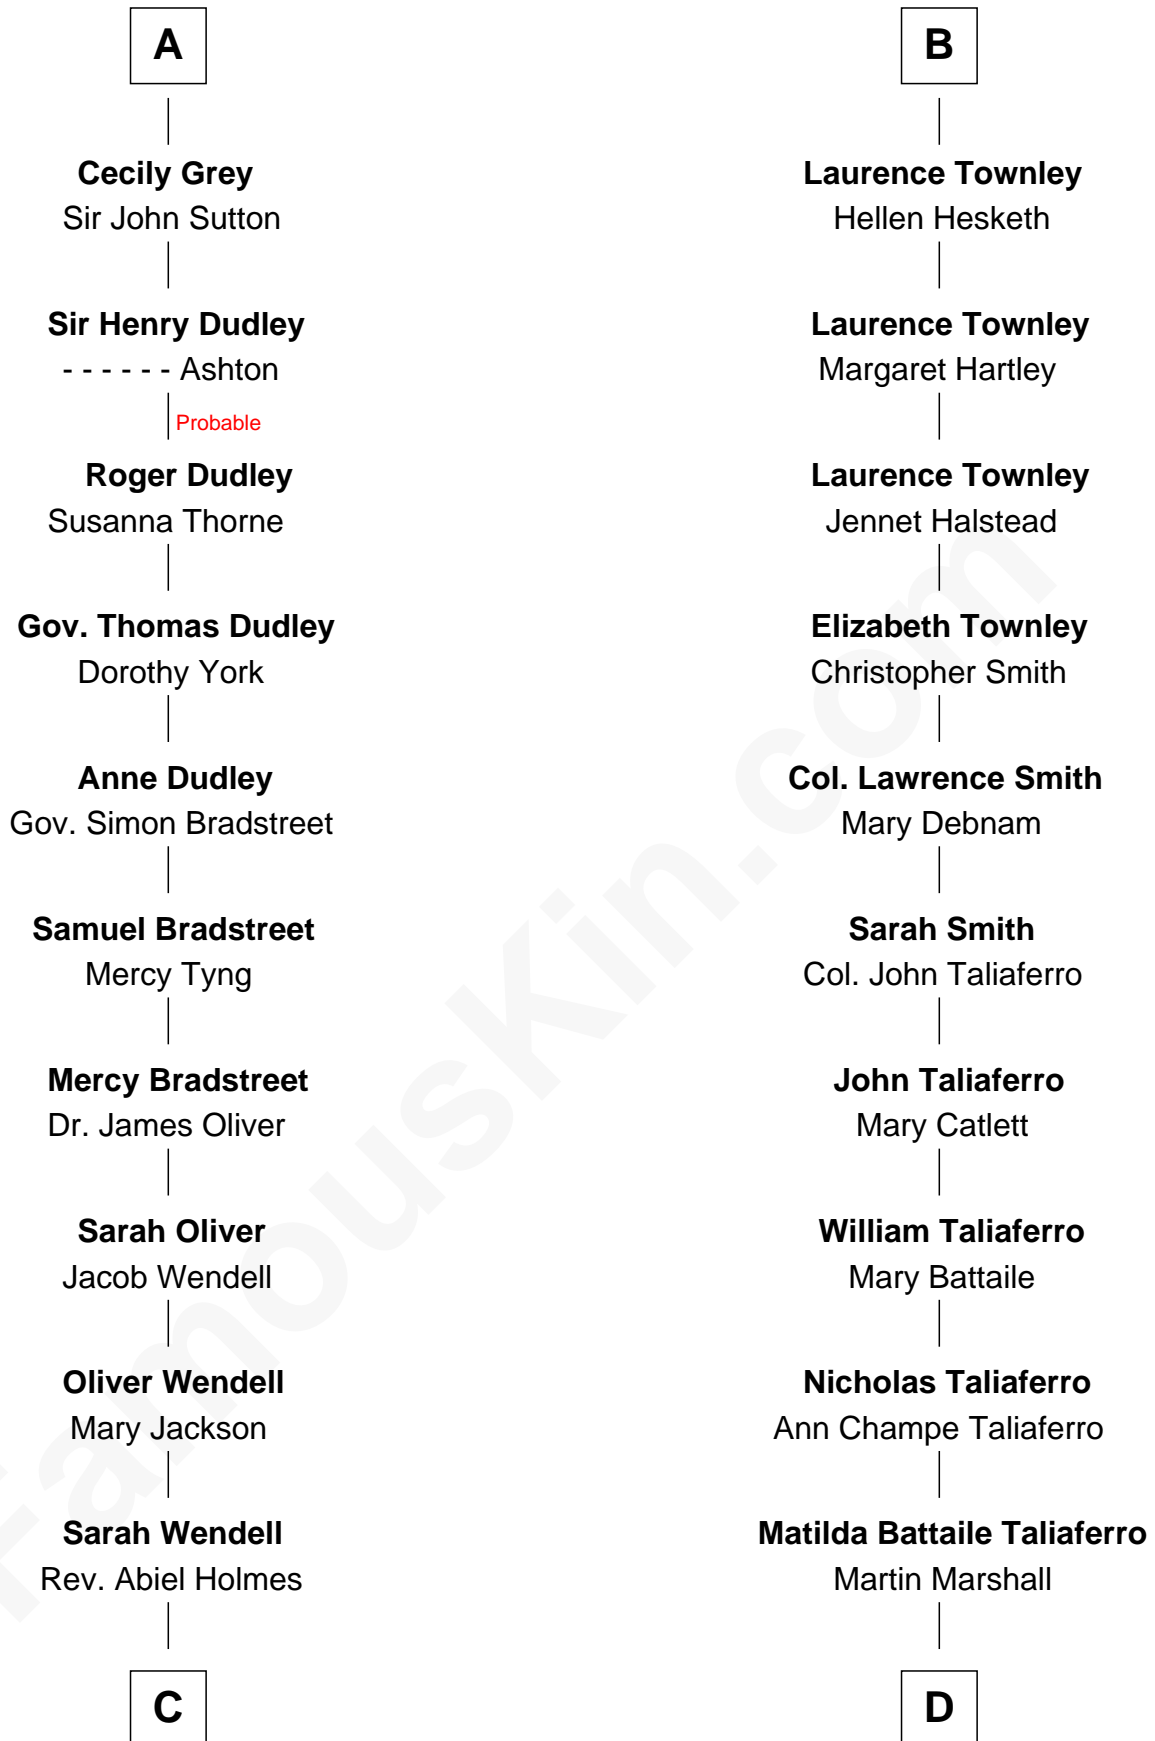 A
Cecily Grey
Sir John Sutton
Sir Henry Dudley
- - - - - - Ashton
Probable
Roger Dudley
Susanna Thorne
Gov. Thomas Dudley
Dorothy York
Anne Dudley
Gov. Simon Bradstreet
Samuel Bradstreet
Mercy Tyng
Mercy Bradstreet
Dr. James Oliver
Sarah Oliver
Jacob Wendell
Oliver Wendell
Mary Jackson
Sarah Wendell
Rev. Abiel Holmes
C
B
Laurence Townley
Hellen Hesketh
Laurence Townley
Margaret Hartley
Laurence Townley
Jennet Halstead
Elizabeth Townley
Christopher Smith
Col. Lawrence Smith
Mary Debnam
Sarah Smith
Col. John Taliaferro
John Taliaferro
Mary Catlett
William Taliaferro
Mary Battaile
Nicholas Taliaferro
Ann Champe Taliaferro
Matilda Battaile Taliaferro
Martin Marshall
D
FamousKin.com